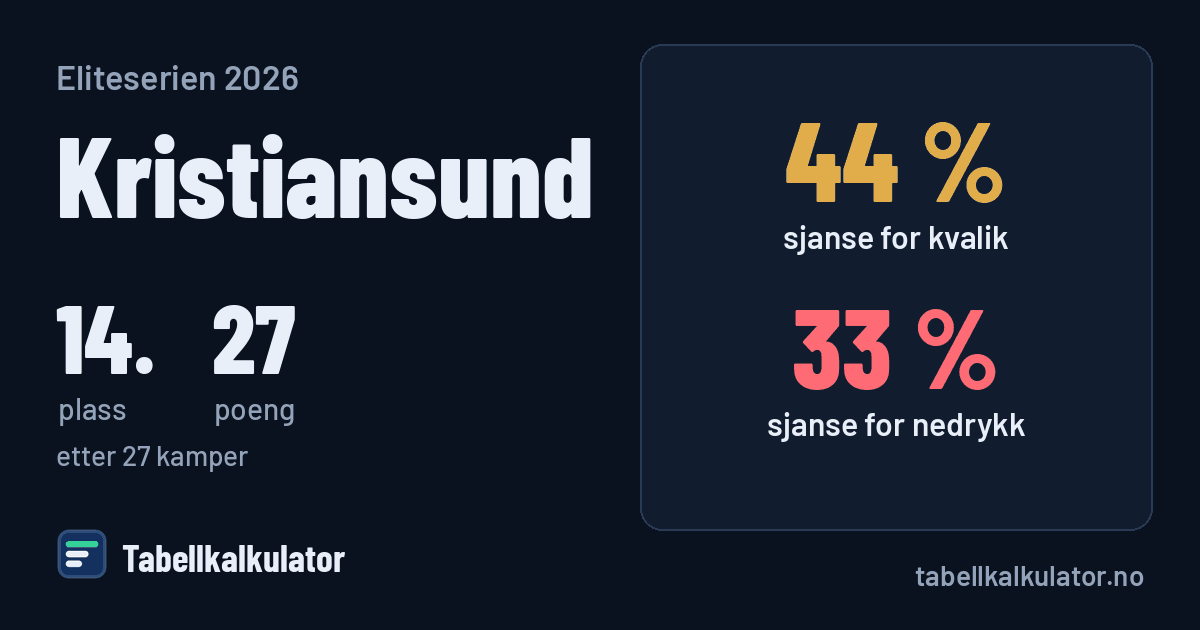 Eliteserien 2026
Kristiansund
14. 27
plass poeng
etter 27 kamper
44 %
sjanse for kvalik
33 %
sjanse for nedrykk
Tabellkalkulator
tabellkalkulator.no